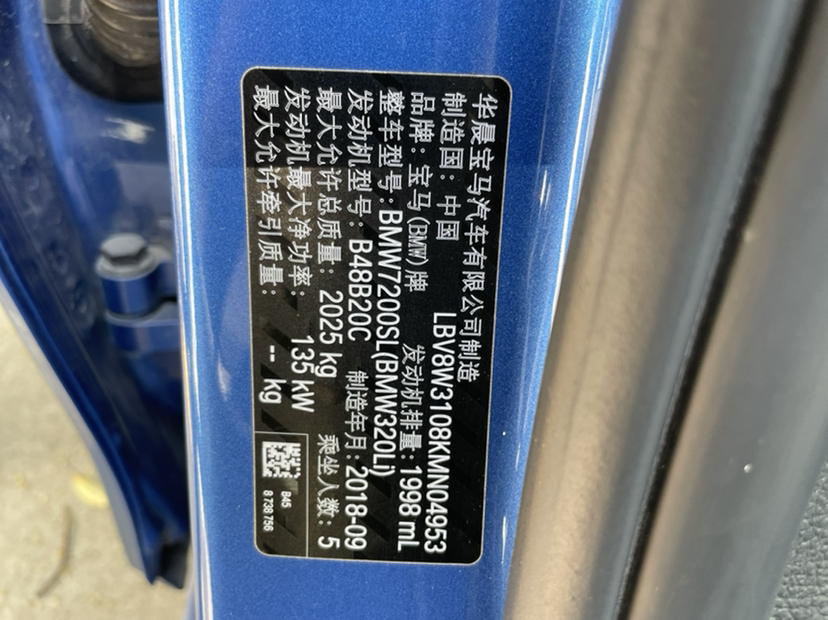 华晨宝马汽车有限公司制造
制造国：中国 LBV8W3108KMN04953
品牌：宝马(BMW)牌 发动机排量：1998 mL
整车型号：BMW7200SL(BMW320Li)
发动机型号：B48B20C 制造年月：2018-09
最大允许总质量：2025 kg 乘坐人数：5
发动机最大净功率：135 kW
最大允许牵引质量：-- kg
B45
8 738 756